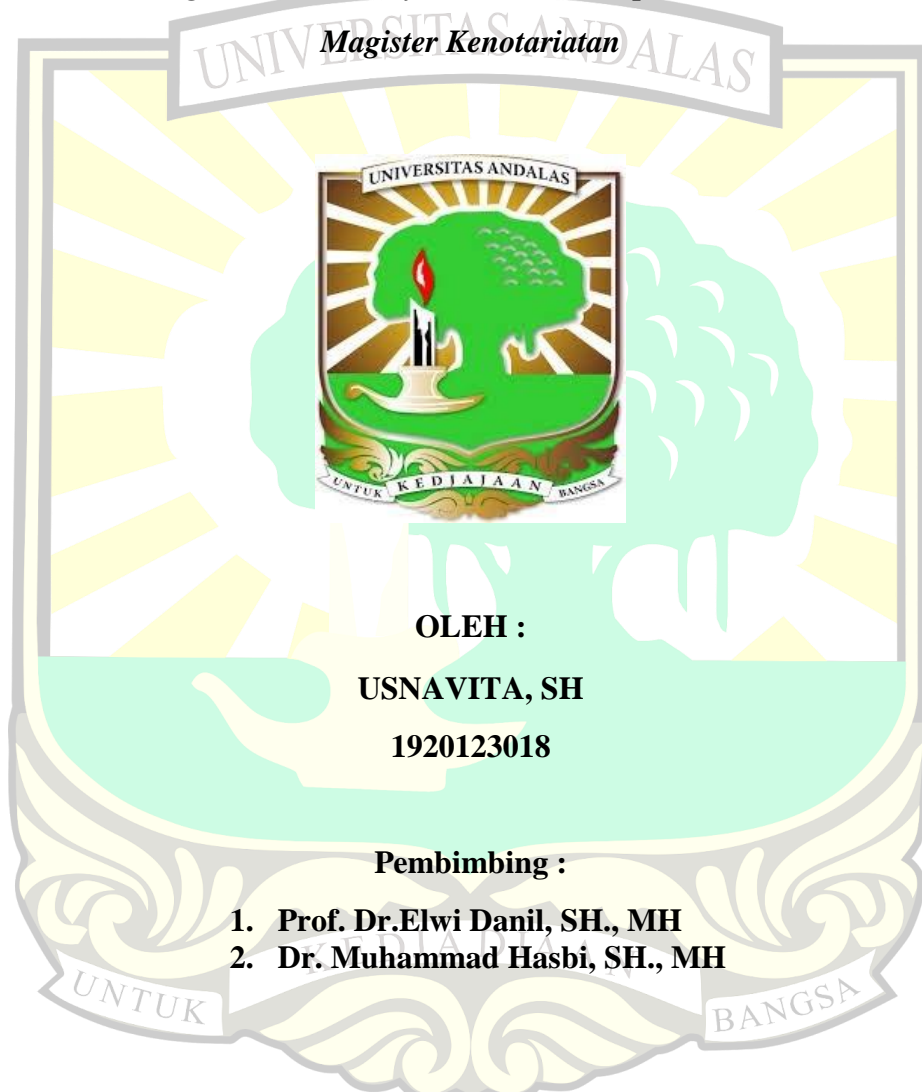 Magister Kenotariatan
UNIVERSITAS ANDALAS
UNIVERSITAS ANDALAS
UNTUK KEDJAJAAN BANGSA
OLEH :
USNAVITA, SH
1920123018
Pembimbing :
1. Prof. Dr.Elwi Danil, SH., MH
2. Dr. Muhammad Hasbi, SH., MH
UNTUK KEDJAJAAN BANGSA